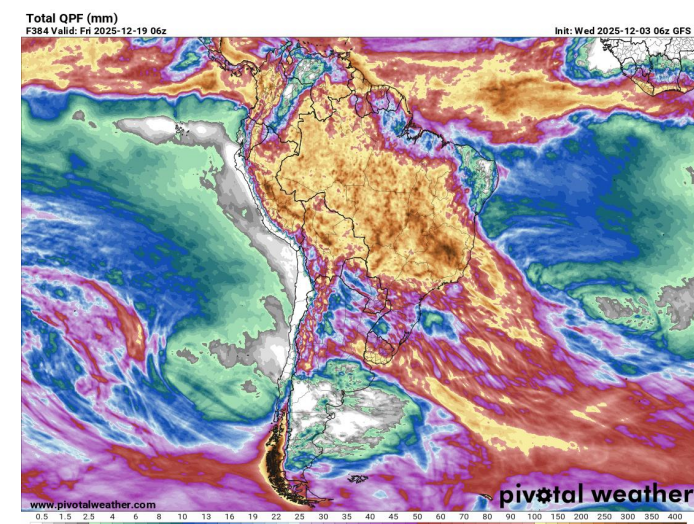 Total QPF (mm)
F384 Valid: Fri 2025-12-19 06z
Init: Wed 2025-12-03 06z GFS
www.pivotalweather.com
pivotal weather
0.5 1.5 2.5 4 6 8 10 13 16 22 25 30 35 40 45 50 70 80 90 100 150 200 250 300 350 400